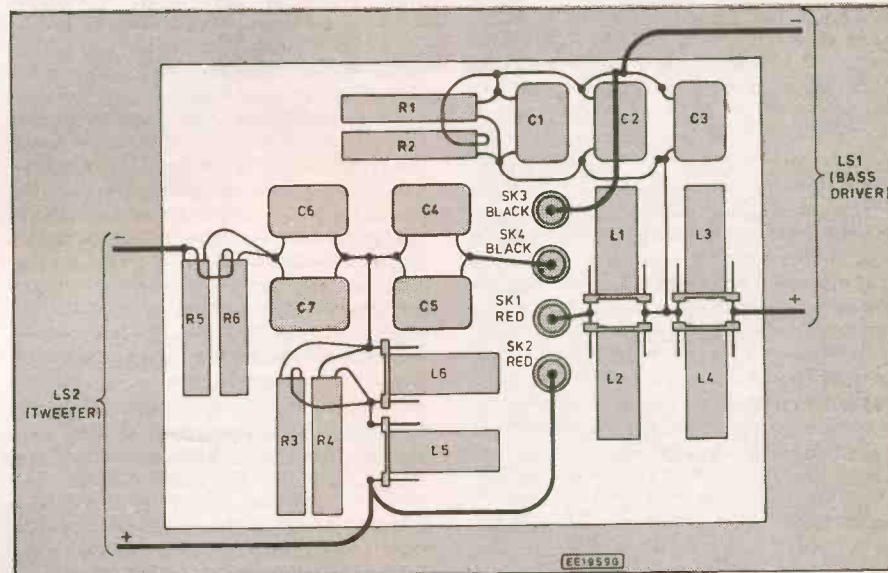 −
R1
R2
C1
C2
C3
LS1
(BASS
DRIVER)
SK3
BLACK
L1
L3
C6
C4
SK4
BLACK
−
C7
C5
SK1
RED
+
R5
R6
SK2
RED
L2
L4
LS2
(TWEETER)
L6
R3
R4
L5
+
EE1959G